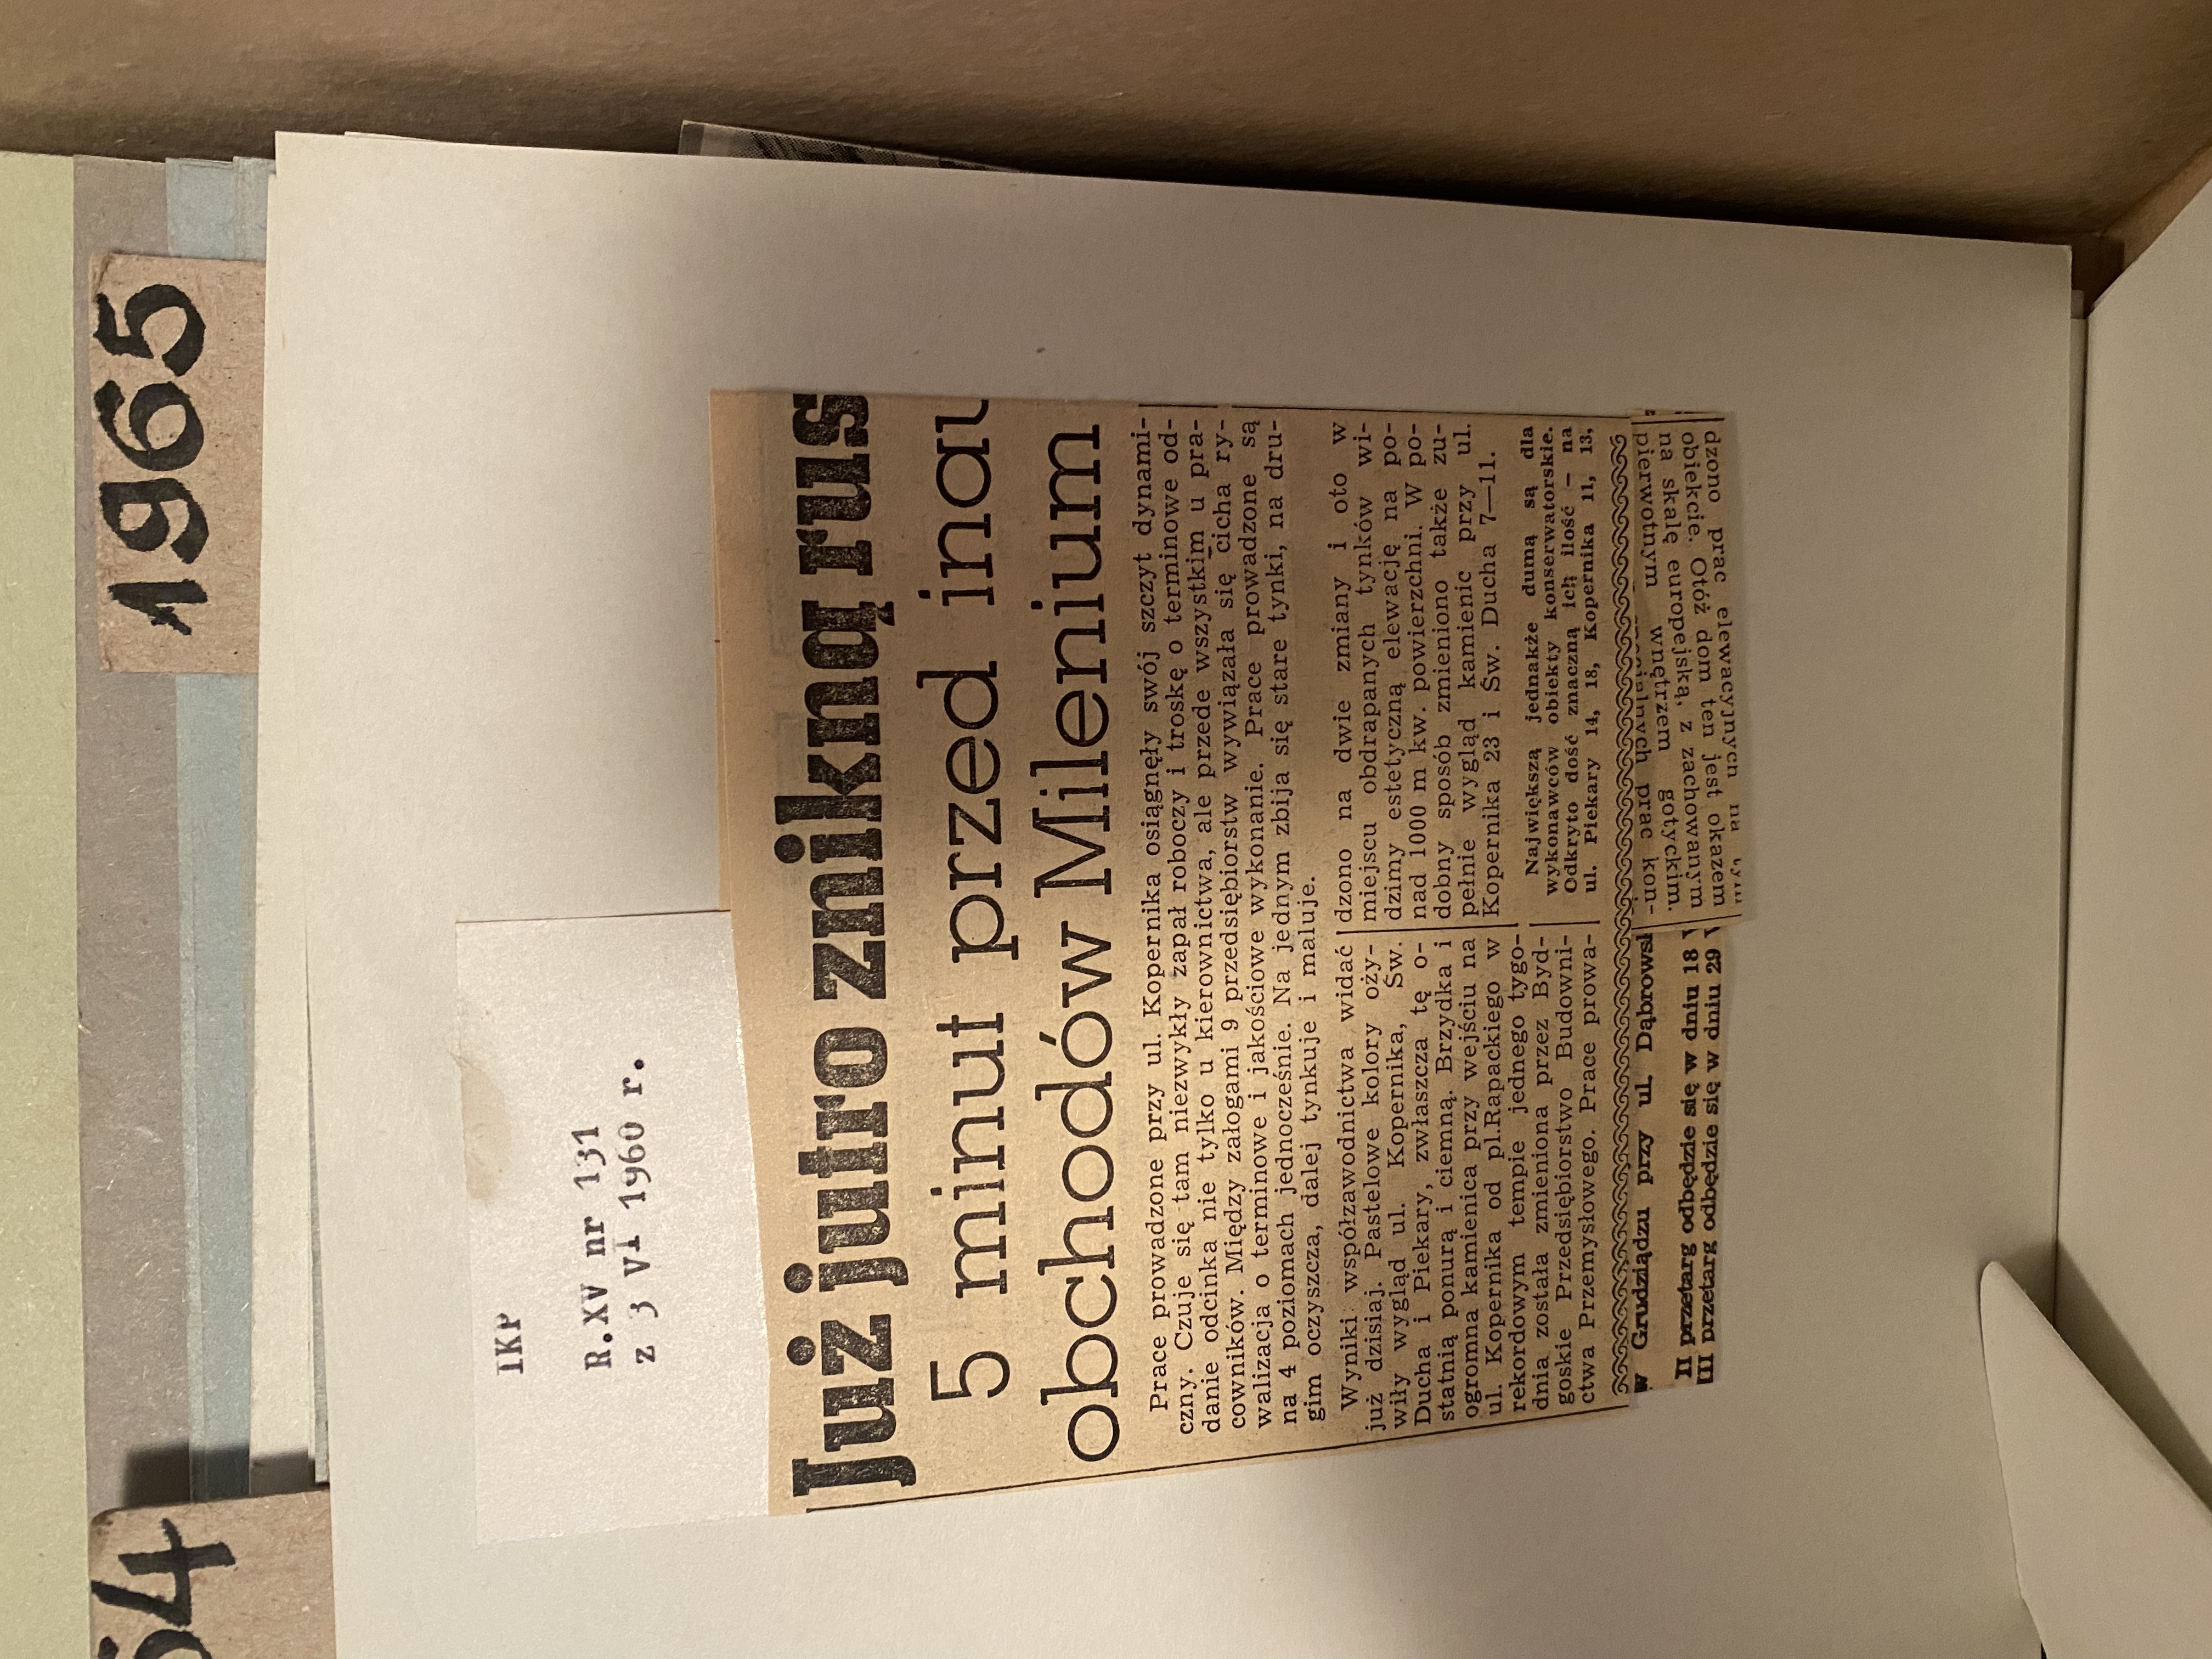 1965
54
IKP
R.XV nr 131
z 3 VI 1960 r.
Już jutro znikną rus
5 minut przed inau
obchodów Milenium
Prace prowadzone przy ul. Kopernika osiągnęły swój szczyt dynami-
czny. Czuje się tam niezwykły zapał roboczy i troskę o terminowe od-
danie odcinka nie tylko u kierownictwa, ale przede wszystkim u pra-
cowników. Między załogami 9 przedsiębiorstw wywiązała się cicha ry-
walizacja o terminowe i jakościowe wykonanie. Prace prowadzone są
na 4 poziomach jednocześnie. Na jednym zbija się stare tynki, na dru-
gim oczyszcza, dalej tynkuje i maluje.
Wyniki współzawodnictwa widać
już dzisiaj. Pastelowe kolory oży-
wiły wygląd ul. Kopernika, Św.
Ducha i Piekary, zwłaszcza tę o-
statnią ponurą i ciemną. Brzydka i
ogromna kamienica przy wejściu na
ul. Kopernika od pl.Rapackiego w
rekordowym tempie jednego tygo-
dnia została zmieniona przez Byd-
goskie Przedsiębiorstwo Budowni-
ctwa Przemysłowego. Prace prowa-
dzono na dwie zmiany i oto w
miejscu obdrapanych tynków wi-
dzimy estetyczną elewację na po-
nad 1000 m kw. powierzchni. W po-
dobny sposób zmieniono także zu-
pełnie wygląd kamienic przy ul.
Kopernika 23 i Św. Ducha 7—11.
Największą jednakże dumą są dla
wykonawców obiekty konserwatorskie.
Odkryto dość znaczną ich ilość — na
ul. Piekary 14, 18, Kopernika 11, 13,
w Grudziądzu przy ul. Dąbrowsk
II przetarg odbędzie się w dniu 18 V
III przetarg odbędzie się w dniu 29 V
dzono prac elewacyjnych na
obiekcie. Otóż dom ten jest okazem
na skalę europejską, z zachowanym
pierwotnym wnętrzem gotyckim.
prac kon-